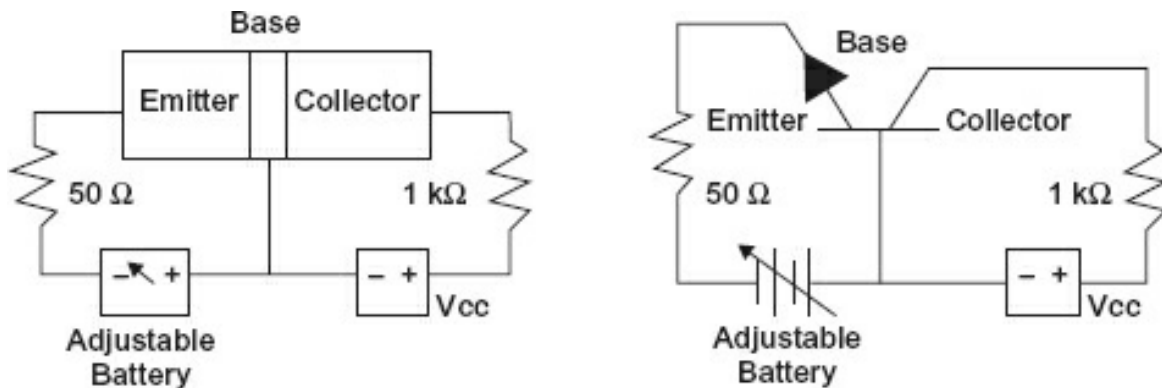 Base
Emitter
Collector
50 Ω
1 kΩ
– +
– +
Vcc
Adjustable
Battery
Base
Emitter
Collector
50 Ω
1 kΩ
– +
Vcc
Adjustable
Battery